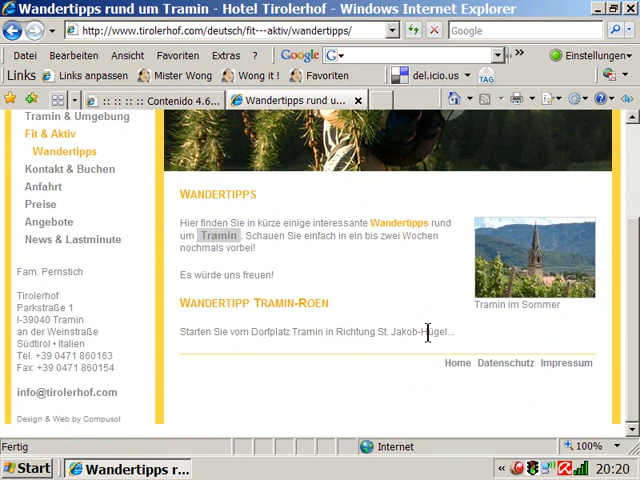 Wandertipps rund um Tramin - Hotel Tirolerhof - Windows Internet Explorer
http://www.tirolerhof.com/deutsch/fit---aktiv/wandertipps/
Google
Datei Bearbeiten Ansicht Favoriten Extras
Google G
Einstellungen
Links Links anpassen Mister Wong Wong it ! Favoriten del.icio.us TAG
:: :: :: :: Contenido 4.6... Wandertipps rund u...
Tramin & Umgebung
Fit & Aktiv
Wandertipps
Kontakt & Buchen
Anfahrt
Preise
Angebote
News & Lastminute
Fam. Pernstich
Tirolerhof
Parkstraße 1
I-39040 Tramin
an der Weinstraße
Südtirol • Italien
Tel. +39 0471 860163
Fax +39 0471 860154
info@tirolerhof.com
Design & Web by Compusol
WANDERTIPPS
Hier finden Sie in kürze einige interessante Wandertipps rund
um Tramin. Schauen Sie einfach in ein bis zwei Wochen
nochmals vorbei!
Es würde uns freuen!
Tramin im Sommer
WANDERTIPP TRAMIN-ROEN
Starten Sie vom Dorfplatz Tramin in Richtung St. Jakob-Hügel...
Home Datenschutz Impressum
Fertig Internet 100%
Start Wandertipps r... « 20:20